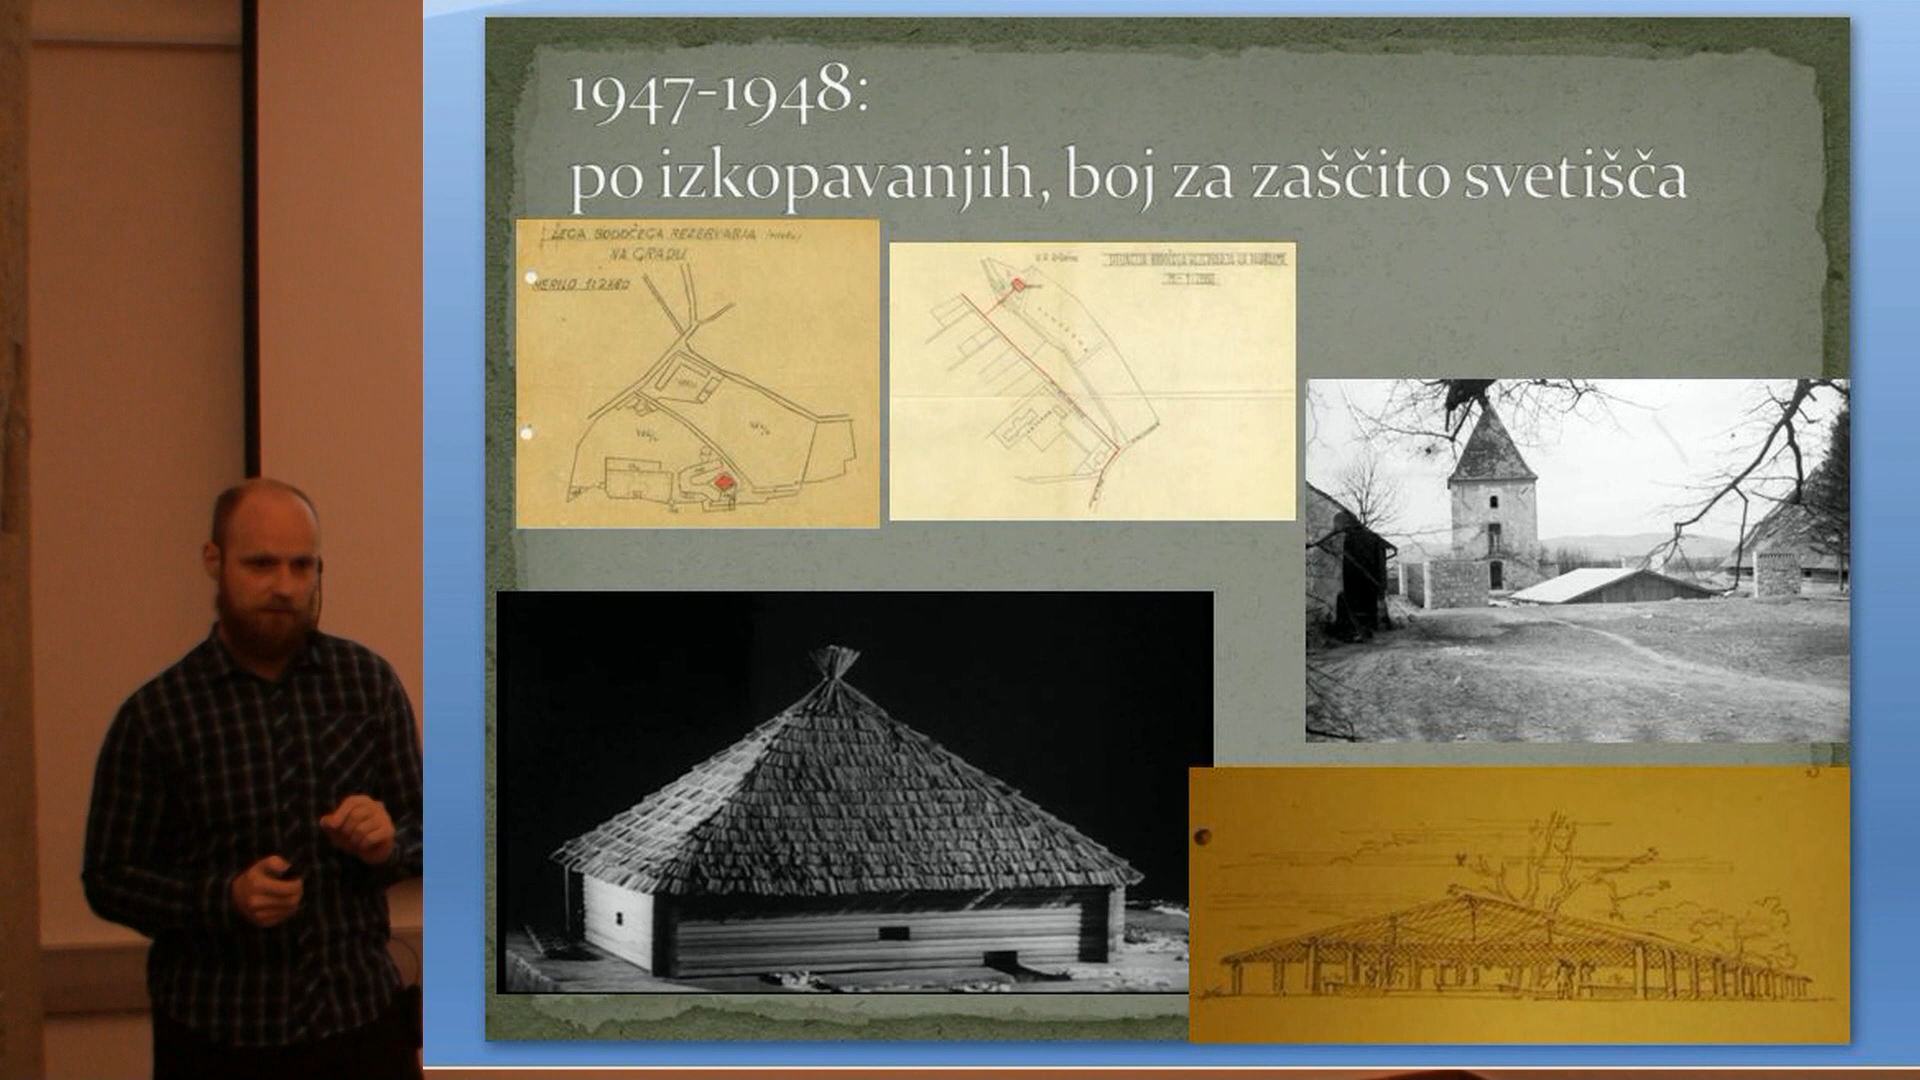 1947-1948:
po izkopavanjih, boj za zaščito svetišča
LEGA BODOČEGA REZERVARJA
NA GRADU
MERILO 1:2880